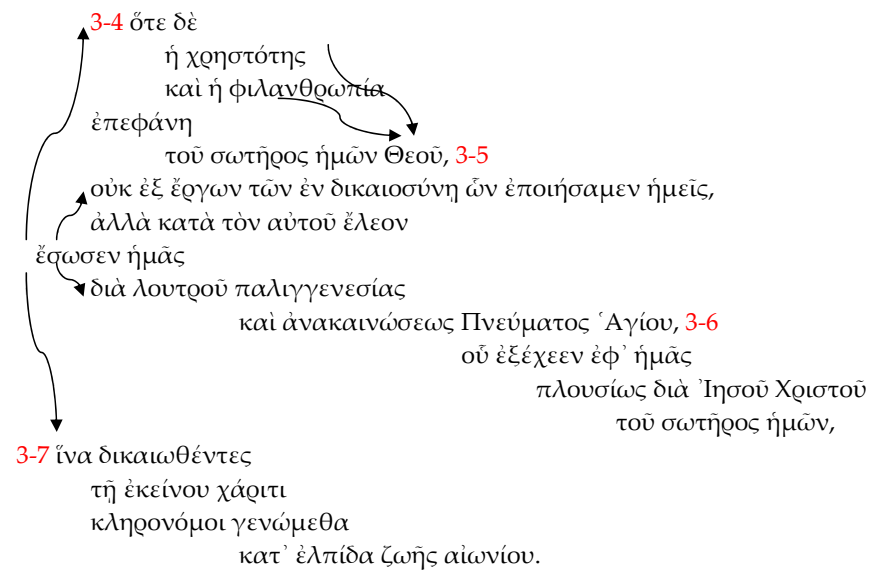 3-4 ὅτε δὲ
ἡ χρηστότης
καὶ ἡ φιλανθρωπία
ἐπεφάνη
τοῦ σωτῆρος ἡμῶν Θεοῦ, 3-5
οὐκ ἐξ ἔργων τῶν ἐν δικαιοσύνῃ ὧν ἐποιήσαμεν ἡμεῖς,
ἀλλὰ κατὰ τὸν αὐτοῦ ἔλεον
ἔσωσεν ἡμᾶς
διὰ λουτροῦ παλιγγενεσίας
καὶ ἀνακαινώσεως Πνεύματος Ἁγίου, 3-6
οὗ ἐξέχεεν ἐφ᾽ ἡμᾶς
πλουσίως διὰ Ἰησοῦ Χριστοῦ
τοῦ σωτῆρος ἡμῶν,
3-7 ἵνα δικαιωθέντες
τῇ ἐκείνου χάριτι
κληρονόμοι γενώμεθα
κατ᾽ ἐλπίδα ζωῆς αἰωνίου.